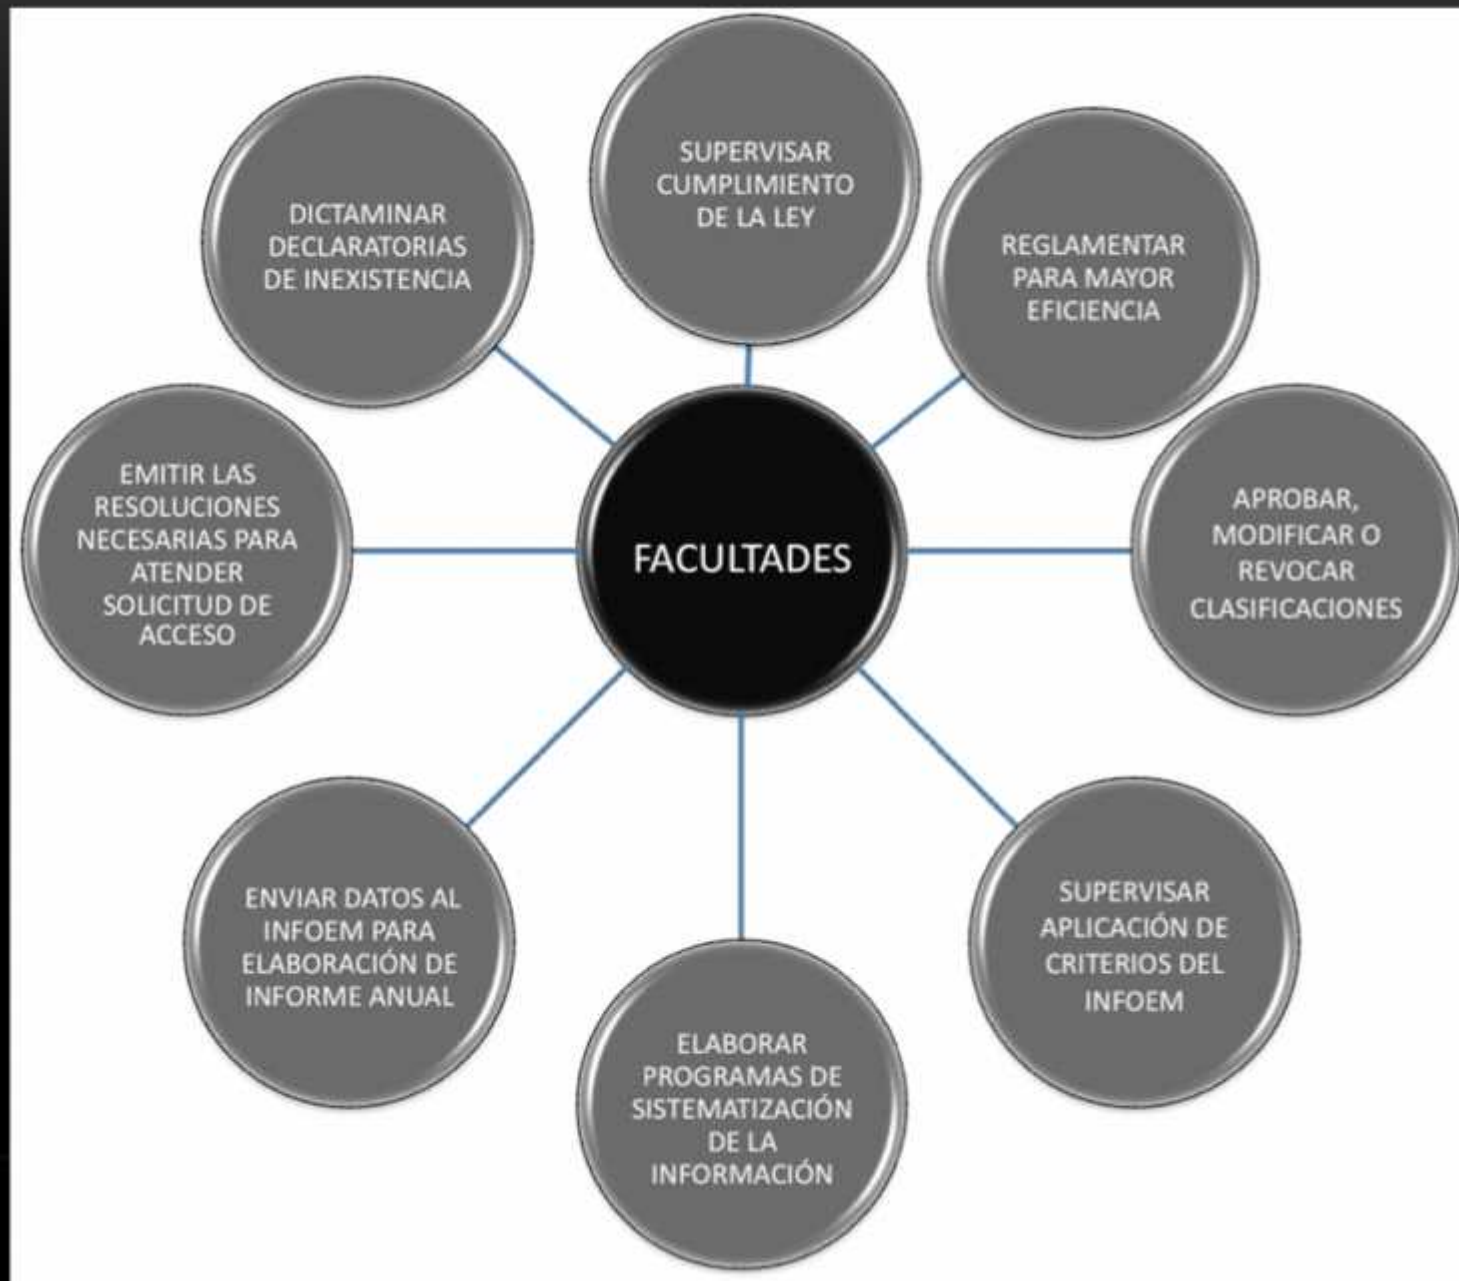 SUPERVISAR
CUMPLIMIENTO
DE LA LEY
DICTAMINAR
DECLARATORIAS
DE INEXISTENCIA
REGLAMENTAR
PARA MAYOR
EFICIENCIA
EMITIR LAS
RESOLUCIONES
NECESARIAS PARA
ATENDER
SOLICITUD DE
ACCESO
FACULTADES
APROBAR,
MODIFICAR O
REVOCAR
CLASIFICACIONES
ENVIAR DATOS AL
INFOEM PARA
ELABORACIÓN DE
INFORME ANUAL
SUPERVISAR
APLICACIÓN DE
CRITERIOS DEL
INFOEM
ELABORAR
PROGRAMAS DE
SISTEMATIZACIÓN
DE LA
INFORMACIÓN